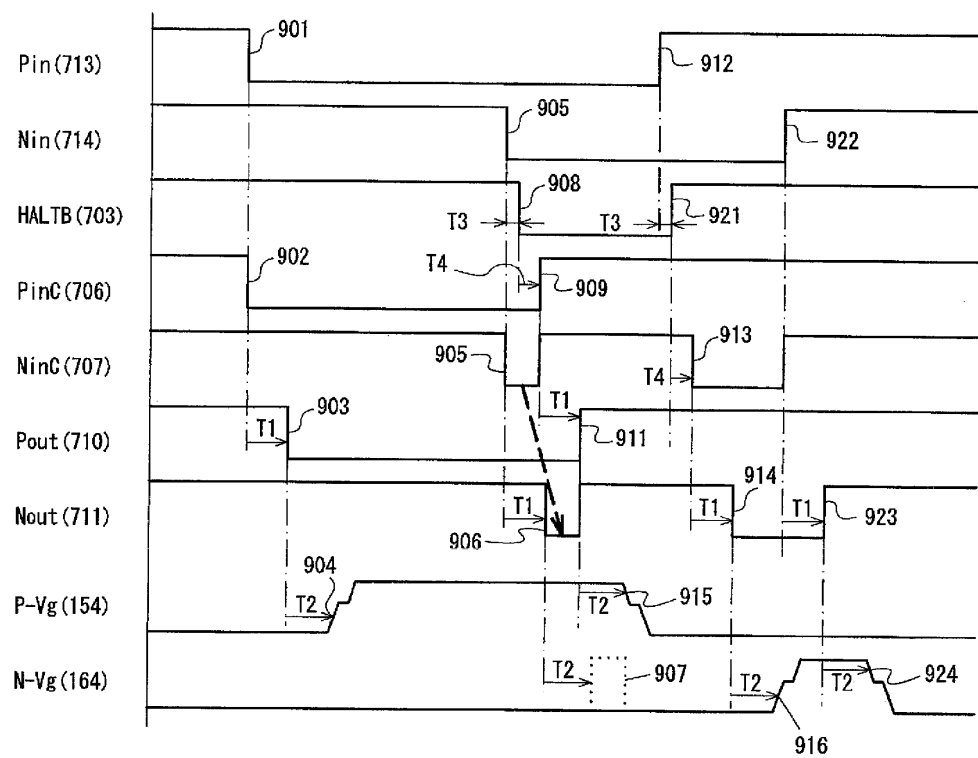 901
Pin(713)
912
905
Nin(714)
922
908
HALTB(703)
T3
T3
921
902
T4
PinC(706)
909
913
NinC(707)
905
T4
T1
903
Pout(710)
T1
911
914
Nout(711)
T1
T1
T1
923
906
904
P-Vg(154)
T2
T2
915
N-Vg(164)
T2
907
T2
T2
924
916